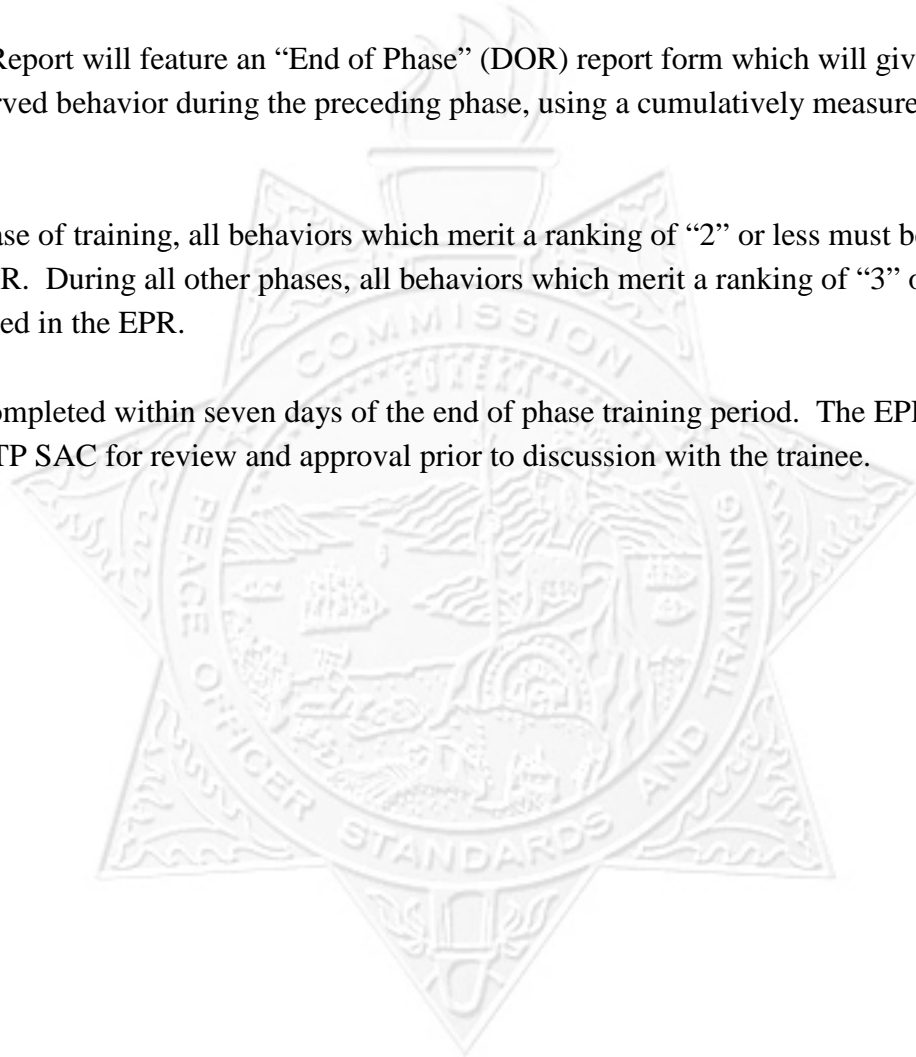 Report will feature an “End of Phase” (DOR) report form which will giv
rved behavior during the preceding phase, using a cumulatively measure
ase of training, all behaviors which merit a ranking of “2” or less must be
R. During all other phases, all behaviors which merit a ranking of “3” o
ed in the EPR.
ompleted within seven days of the end of phase training period. The EP
TP SAC for review and approval prior to discussion with the trainee.
COMMISSION
EUREKA
PEACE OFFICER STANDARDS AND TRAINING